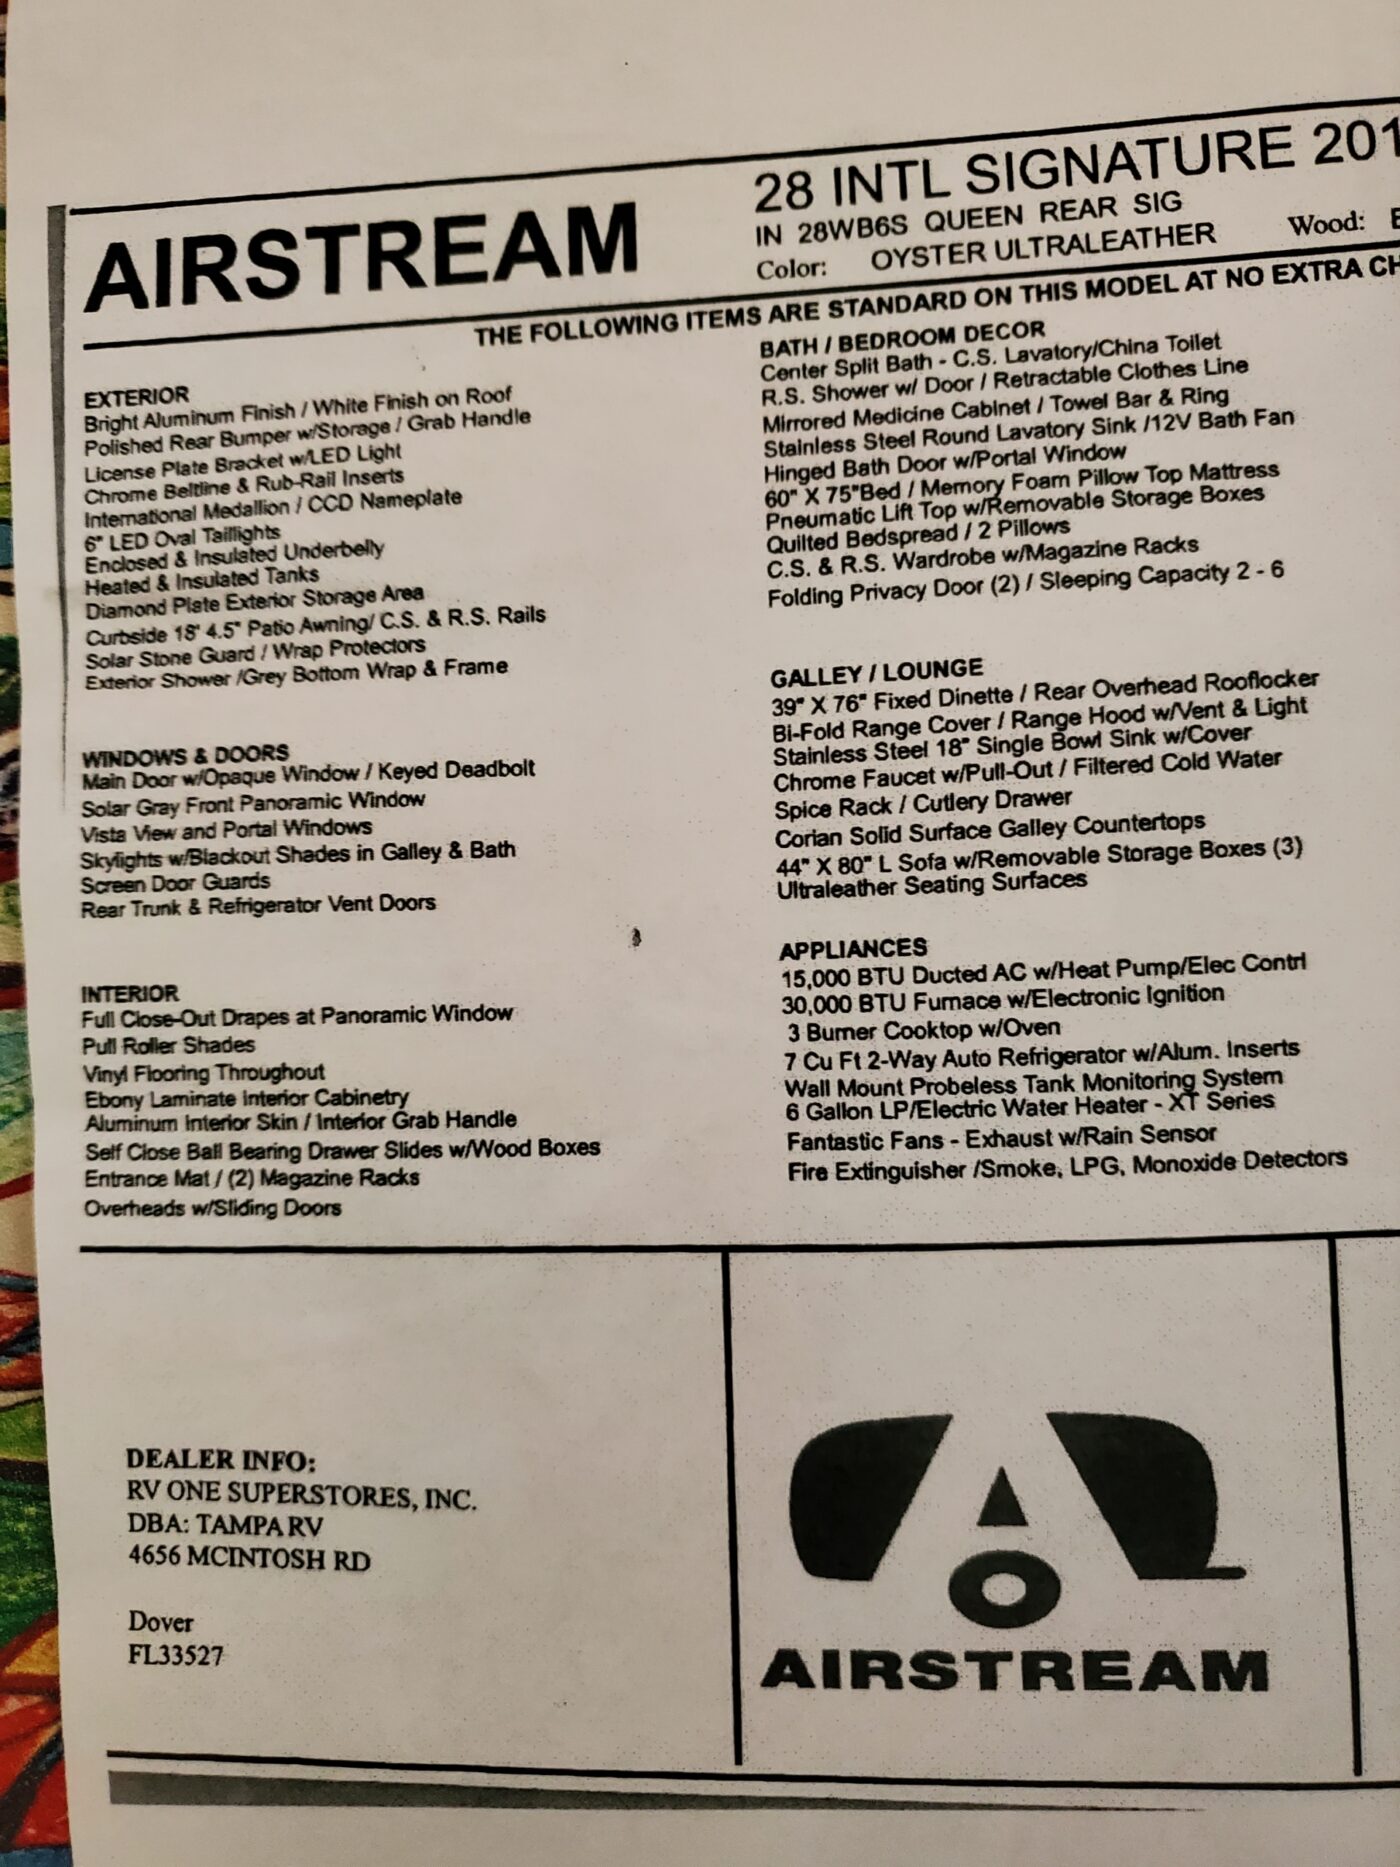 AIRSTREAM
28 INTL SIGNATURE 201
IN 28WB6S QUEEN REAR SIG
Color: OYSTER ULTRALEATHER Wood: E
THE FOLLOWING ITEMS ARE STANDARD ON THIS MODEL AT NO EXTRA CH
EXTERIOR
Bright Aluminum Finish / White Finish on Roof
Polished Rear Bumper w/Storage / Grab Handle
License Plate Bracket w/LED Light
Chrome Beltline & Rub-Rail Inserts
International Medallion / CCD Nameplate
6" LED Oval Taillights
Enclosed & Insulated Underbelly
Heated & Insulated Tanks
Diamond Plate Exterior Storage Area
Curbside 18' 4.5" Patio Awning/ C.S. & R.S. Rails
Solar Stone Guard / Wrap Protectors
Exterior Shower /Grey Bottom Wrap & Frame
WINDOWS & DOORS
Main Door w/Opaque Window / Keyed Deadbolt
Solar Gray Front Panoramic Window
Vista View and Portal Windows
Skylights w/Blackout Shades in Galley & Bath
Screen Door Guards
Rear Trunk & Refrigerator Vent Doors
INTERIOR
Full Close-Out Drapes at Panoramic Window
Pull Roller Shades
Vinyl Flooring Throughout
Ebony Laminate Interior Cabinetry
Aluminum Interior Skin / Interior Grab Handle
Self Close Ball Bearing Drawer Slides w/Wood Boxes
Entrance Mat / (2) Magazine Racks
Overheads w/Sliding Doors
BATH / BEDROOM DECOR
Center Split Bath - C.S. Lavatory/China Toilet
R.S. Shower w/ Door / Retractable Clothes Line
Mirrored Medicine Cabinet / Towel Bar & Ring
Stainless Steel Round Lavatory Sink /12V Bath Fan
Hinged Bath Door w/Portal Window
60" X 75"Bed / Memory Foam Pillow Top Mattress
Pneumatic Lift Top w/Removable Storage Boxes
Quilted Bedspread / 2 Pillows
C.S. & R.S. Wardrobe w/Magazine Racks
Folding Privacy Door (2) / Sleeping Capacity 2 - 6
GALLEY / LOUNGE
39" X 76" Fixed Dinette / Rear Overhead Rooflocker
Bi-Fold Range Cover / Range Hood w/Vent & Light
Stainless Steel 18" Single Bowl Sink w/Cover
Chrome Faucet w/Pull-Out / Filtered Cold Water
Spice Rack / Cutlery Drawer
Corian Solid Surface Galley Countertops
44" X 80" L Sofa w/Removable Storage Boxes (3)
Ultraleather Seating Surfaces
APPLIANCES
15,000 BTU Ducted AC w/Heat Pump/Elec Contrl
30,000 BTU Furnace w/Electronic Ignition
3 Burner Cooktop w/Oven
7 Cu Ft 2-Way Auto Refrigerator w/Alum. Inserts
Wall Mount Probeless Tank Monitoring System
6 Gallon LP/Electric Water Heater - XT Series
Fantastic Fans - Exhaust w/Rain Sensor
Fire Extinguisher /Smoke, LPG, Monoxide Detectors
DEALER INFO:
RV ONE SUPERSTORES, INC.
DBA: TAMPA RV
4656 MCINTOSH RD
Dover
FL33527
AIRSTREAM